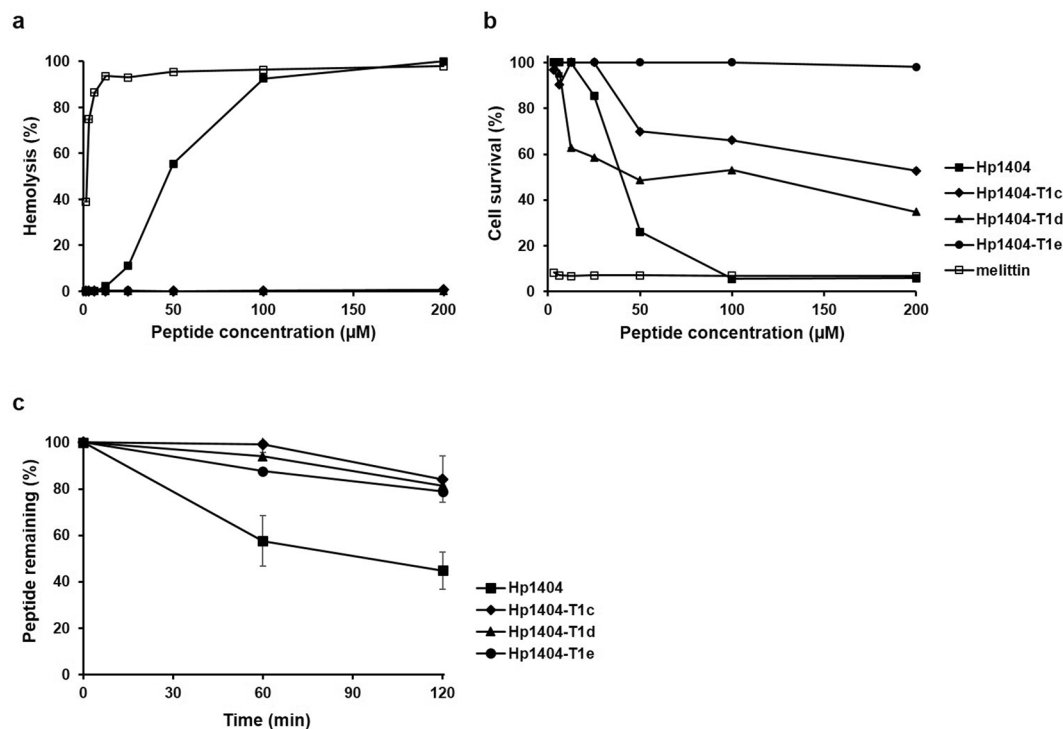 a
Hemolysis (%)
100
80
60
40
20
0
0 50 100 150 200
Peptide concentration (µM)
b
Cell survival (%)
100
80
60
40
20
0
0 50 100 150 200
Peptide concentration (µM)
Hp1404
Hp1404-T1c
Hp1404-T1d
Hp1404-T1e
melittin
c
Peptide remaining (%)
100
80
60
40
20
0
0 30 60 90 120
Time (min)
Hp1404
Hp1404-T1c
Hp1404-T1d
Hp1404-T1e